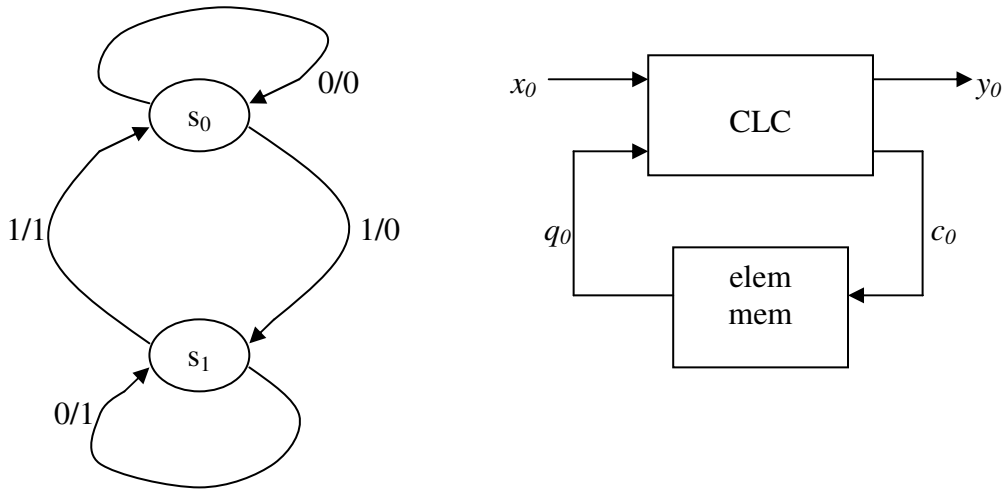 0/0
s₀
1/1
1/0
s₁
0/1
x₀
CLC
y₀
q₀
c₀
elem
mem